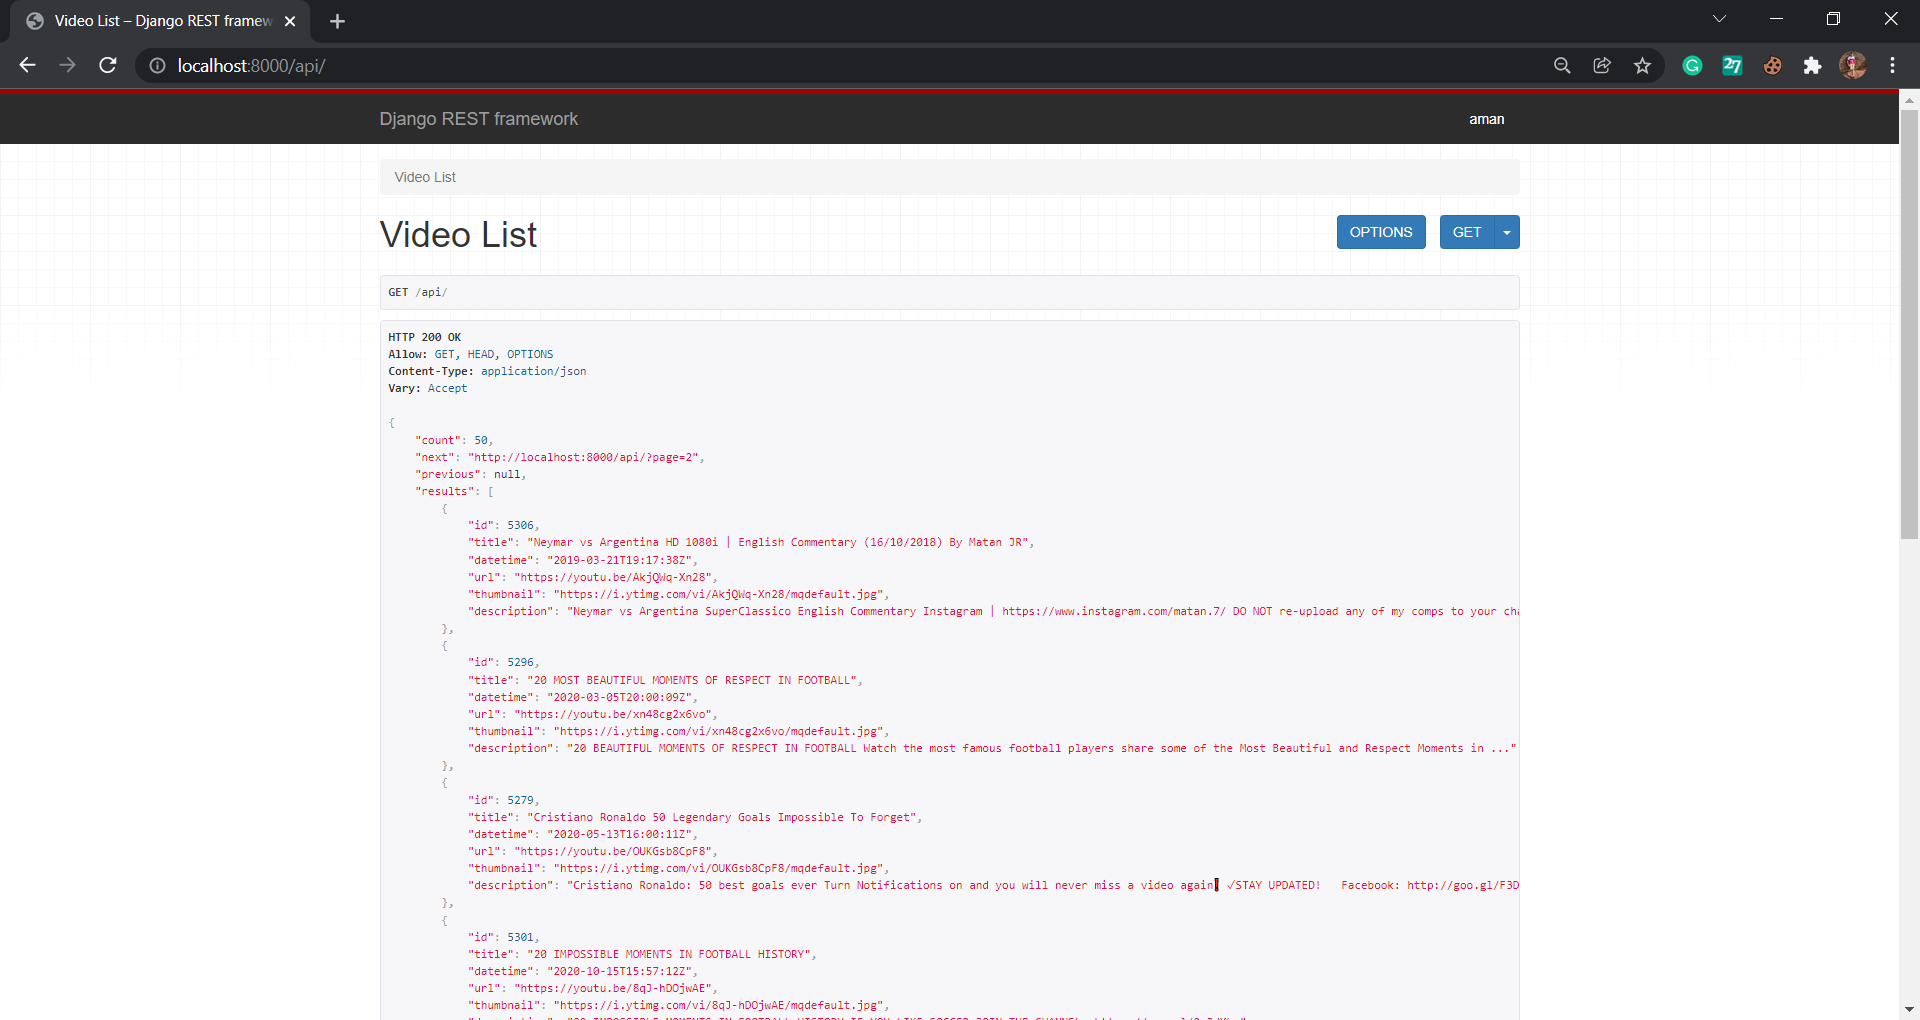 Video List – Django REST framew
localhost:8000/api/
27
Django REST framework
aman
Video List
Video List
OPTIONS
GET
GET /api/
HTTP 200 OK
Allow: GET, HEAD, OPTIONS
Content-Type: application/json
Vary: Accept
{
"count": 50,
"next": "http://localhost:8000/api/?page=2",
"previous": null,
"results": [
{
"id": 5306,
"title": "Neymar vs Argentina HD 1080i | English Commentary (16/10/2018) By Matan JR",
"datetime": "2019-03-21T19:17:38Z",
"url": "https://youtu.be/AkjQWq-Xn28",
"thumbnail": "https://i.ytimg.com/vi/AkjQWq-Xn28/mqdefault.jpg",
"description": "Neymar vs Argentina SuperClassico English Commentary Instagram | https://www.instagram.com/matan.7/ DO NOT re-upload any of my comps to your cha
},
{
"id": 5296,
"title": "20 MOST BEAUTIFUL MOMENTS OF RESPECT IN FOOTBALL",
"datetime": "2020-03-05T20:00:09Z",
"url": "https://youtu.be/xn48cg2x6vo",
"thumbnail": "https://i.ytimg.com/vi/xn48cg2x6vo/mqdefault.jpg",
"description": "20 BEAUTIFUL MOMENTS OF RESPECT IN FOOTBALL Watch the most famous football players share some of the Most Beautiful and Respect Moments in ..."
},
{
"id": 5279,
"title": "Cristiano Ronaldo 50 Legendary Goals Impossible To Forget",
"datetime": "2020-05-13T16:00:11Z",
"url": "https://youtu.be/OUKGsb8CpF8",
"thumbnail": "https://i.ytimg.com/vi/OUKGsb8CpF8/mqdefault.jpg",
"description": "Cristiano Ronaldo: 50 best goals ever Turn Notifications on and you will never miss a video again! ✓STAY UPDATED! Facebook: http://goo.gl/F3D
},
{
"id": 5301,
"title": "20 IMPOSSIBLE MOMENTS IN FOOTBALL HISTORY",
"datetime": "2020-10-15T15:57:12Z",
"url": "https://youtu.be/8qJ-hDOjwAE",
"thumbnail": "https://i.ytimg.com/vi/8qJ-hDOjwAE/mqdefault.jpg",